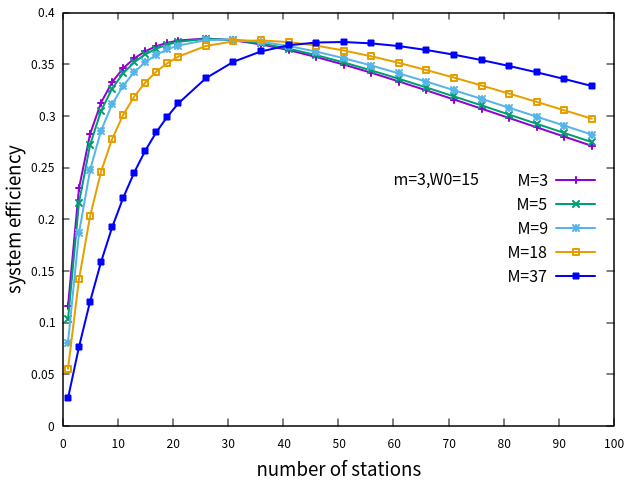 0.4
0.35
0.3
0.25
0.2
0.15
0.1
0.05
0
system efficiency
m=3,W0=15
M=3
M=5
M=9
M=18
M=37
0 10 20 30 40 50 60 70 80 90 100
number of stations